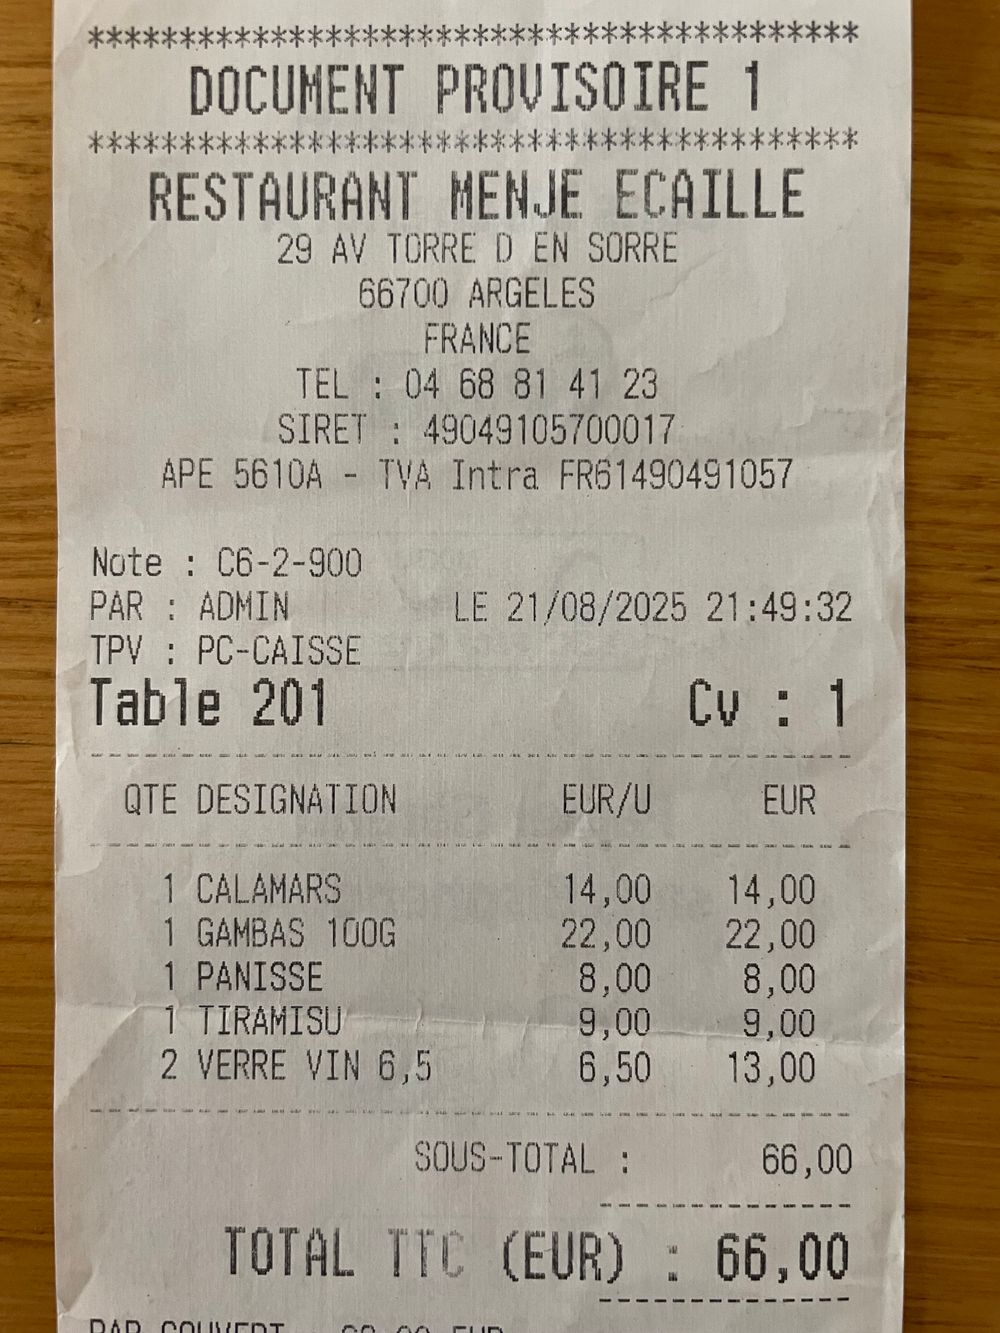 ******************************************
DOCUMENT PROVISOIRE 1
******************************************
RESTAURANT MENJE ECAILLE
29 AV TORRE D EN SORRE
66700 ARGELES
FRANCE
TEL : 04 68 81 41 23
SIRET : 49049105700017
APE 5610A - TVA Intra FR61490491057
Note : C6-2-900
PAR : ADMIN LE 21/08/2025 21:49:32
TPV : PC-CAISSE
Table 201 Cv : 1
QTE DESIGNATION EUR/U EUR
1 CALAMARS 14,00 14,00
1 GAMBAS 100G 22,00 22,00
1 PANISSE 8,00 8,00
1 TIRAMISU 9,00 9,00
2 VERRE VIN 6,5 6,50 13,00
SOUS-TOTAL : 66,00
TOTAL TTC (EUR) : 66,00
PAR COUVERT